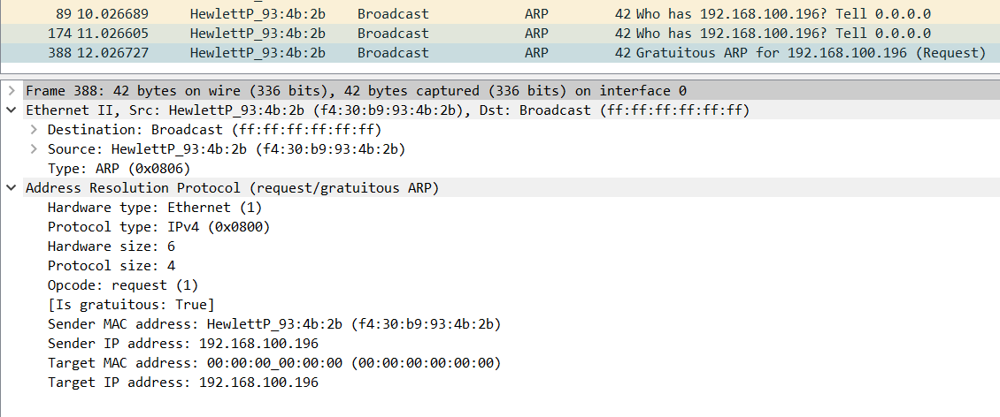 89 10.026689 HewlettP_93:4b:2b Broadcast ARP 42 Who has 192.168.100.196? Tell 0.0.0.0
174 11.026605 HewlettP_93:4b:2b Broadcast ARP 42 Who has 192.168.100.196? Tell 0.0.0.0
388 12.026727 HewlettP_93:4b:2b Broadcast ARP 42 Gratuitous ARP for 192.168.100.196 (Request)
Frame 388: 42 bytes on wire (336 bits), 42 bytes captured (336 bits) on interface 0
Ethernet II, Src: HewlettP_93:4b:2b (f4:30:b9:93:4b:2b), Dst: Broadcast (ff:ff:ff:ff:ff:ff)
Destination: Broadcast (ff:ff:ff:ff:ff:ff)
Source: HewlettP_93:4b:2b (f4:30:b9:93:4b:2b)
Type: ARP (0x0806)
Address Resolution Protocol (request/gratuitous ARP)
Hardware type: Ethernet (1)
Protocol type: IPv4 (0x0800)
Hardware size: 6
Protocol size: 4
Opcode: request (1)
[Is gratuitous: True]
Sender MAC address: HewlettP_93:4b:2b (f4:30:b9:93:4b:2b)
Sender IP address: 192.168.100.196
Target MAC address: 00:00:00_00:00:00 (00:00:00:00:00:00)
Target IP address: 192.168.100.196